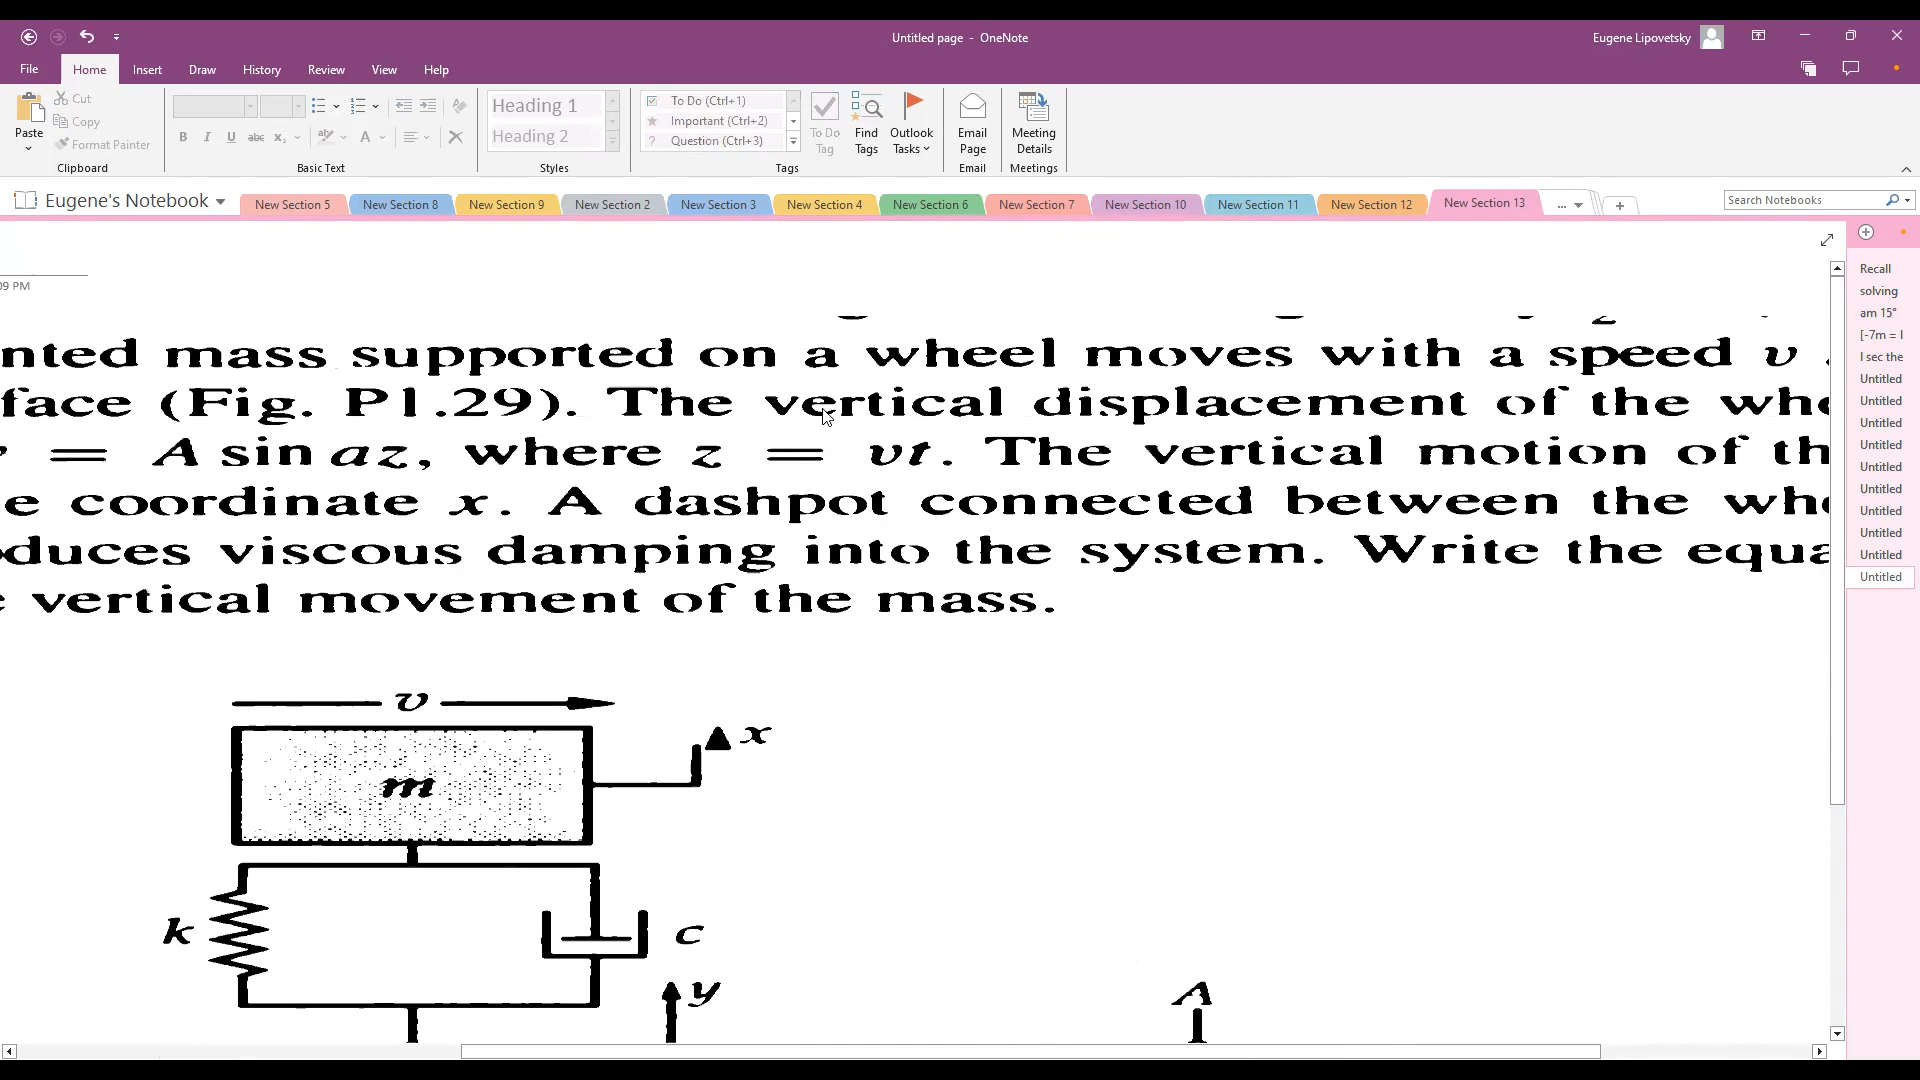 Untitled page - OneNote
Eugene Lipovetsky
File Home Insert Draw History Review View Help
Paste
Cut
Copy
Format Painter
Clipboard
B I U abc x A
Basic Text
Heading 1
Heading 2
Styles
To Do (Ctrl+1)
Important (Ctrl+2)
? Question (Ctrl+3)
To Do Tag
Find Tags
Outlook Tasks
Tags
Email Page
Email
Meeting Details
Meetings
Eugene's Notebook
New Section 5 New Section 8 New Section 9 New Section 2 New Section 3 New Section 4 New Section 6 New Section 7 New Section 10 New Section 11 New Section 12 New Section 13 ...
Search Notebooks
09 PM
Recall
solving
am 15°
[-7m = I
I sec the
Untitled
Untitled
Untitled
Untitled
Untitled
Untitled
Untitled
Untitled
Untitled
Untitled
nted mass supported on a wheel moves with a speed v
face (Fig. P1.29). The vertical displacement of the whe
= A sin az, where z = vt. The vertical motion of th
e coordinate x. A dashpot connected between the whe
duces viscous damping into the system. Write the equa
vertical movement of the mass.
v
x
m
k
c
y
A